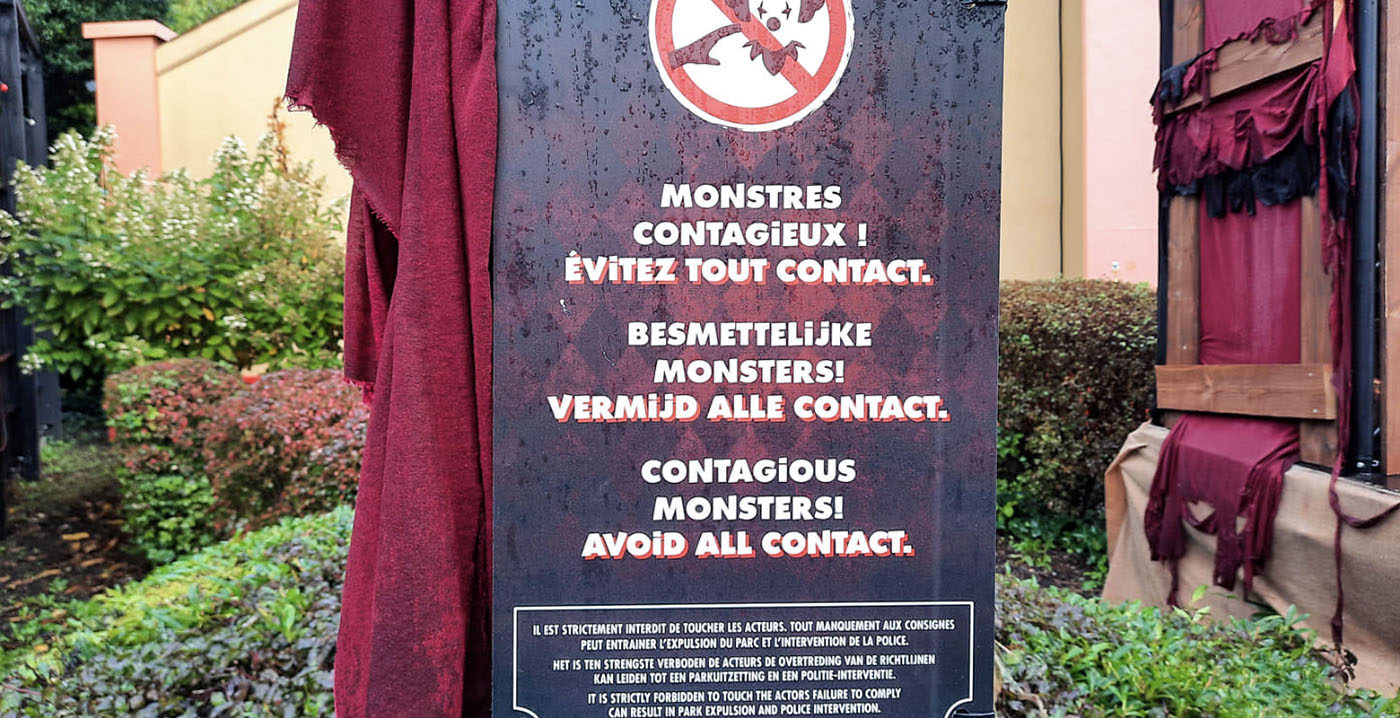 MONSTRES
CONTAGiEUX !
ÉViTEZ TOUT CONTACT.
BESMETTELiJKE
MONSTERS!
VERMiJD ALLE CONTACT.
CONTAGiOUS
MONSTERS!
AVOiD ALL CONTACT.
IL EST STRICTEMENT INTERDIT DE TOUCHER LES ACTEURS. TOUT MANQUEMENT AUX CONSIGNES
PEUT ENTRAINER L'EXPULSION DU PARC ET L'INTERVENTION DE LA POLICE.
HET IS TEN STRENGSTE VERBODEN DE ACTEURS DE OVERTREDING VAN DE RICHTLIJNEN
KAN LEIDEN TOT EEN PARKUITZETTING EN EEN POLITIE-INTERVENTIE.
IT IS STRICTLY FORBIDDEN TO TOUCH THE ACTORS FAILURE TO COMPLY
CAN RESULT IN PARK EXPULSION AND POLICE INTERVENTION.